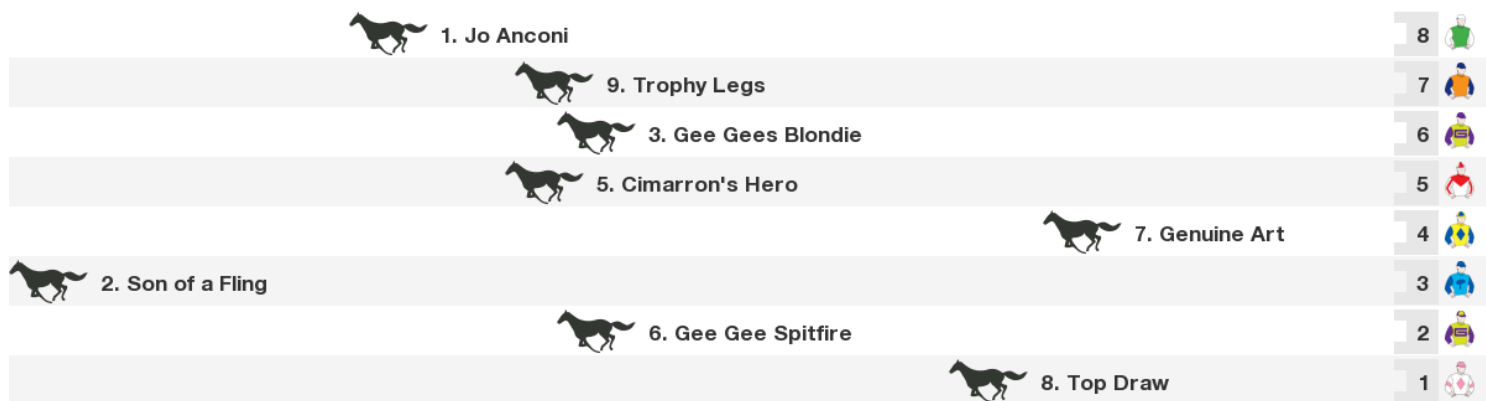 1. Jo Anconi 8
9. Trophy Legs 7
3. Gee Gees Blondie 6
5. Cimarron's Hero 5
7. Genuine Art 4
2. Son of a Fling 3
6. Gee Gee Spitfire 2
8. Top Draw 1